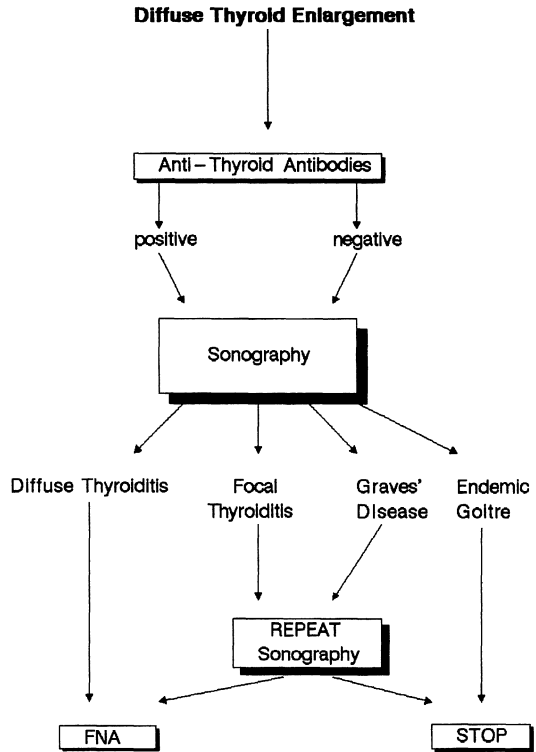 Diffuse Thyroid Enlargement
Anti-Thyroid Antibodies
positive
negative
Sonography
Diffuse Thyroiditis
Focal
Thyroiditis
Graves'
Disease
Endemic
Goitre
REPEAT
Sonography
FNA
STOP